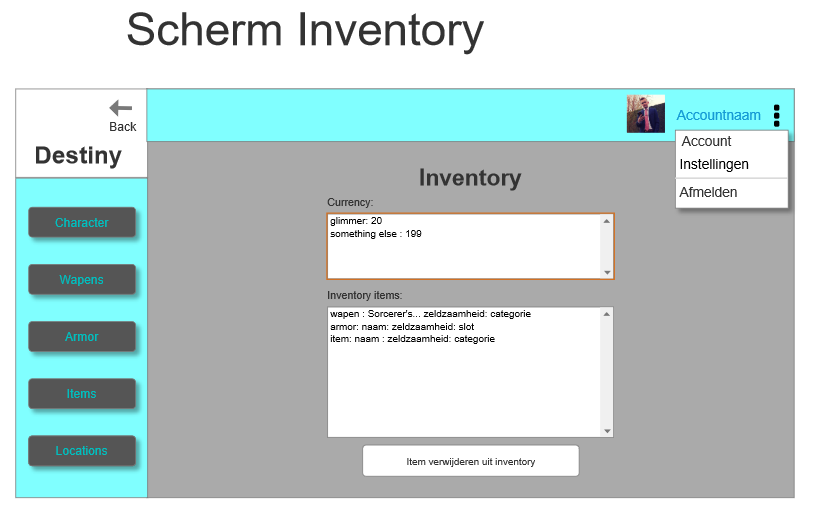 Scherm Inventory
Back
Destiny
Accountnaam
Account
Instellingen
Afmelden
Character
Wapens
Armor
Items
Locations
Inventory
Currency:
glimmer: 20
something else : 199
Inventory items:
wapen : Sorcerer's... zeldzaamheid: categorie
armor: naam: zeldzaamheid: slot
item: naam : zeldzaamheid: categorie
Item verwijderen uit inventory